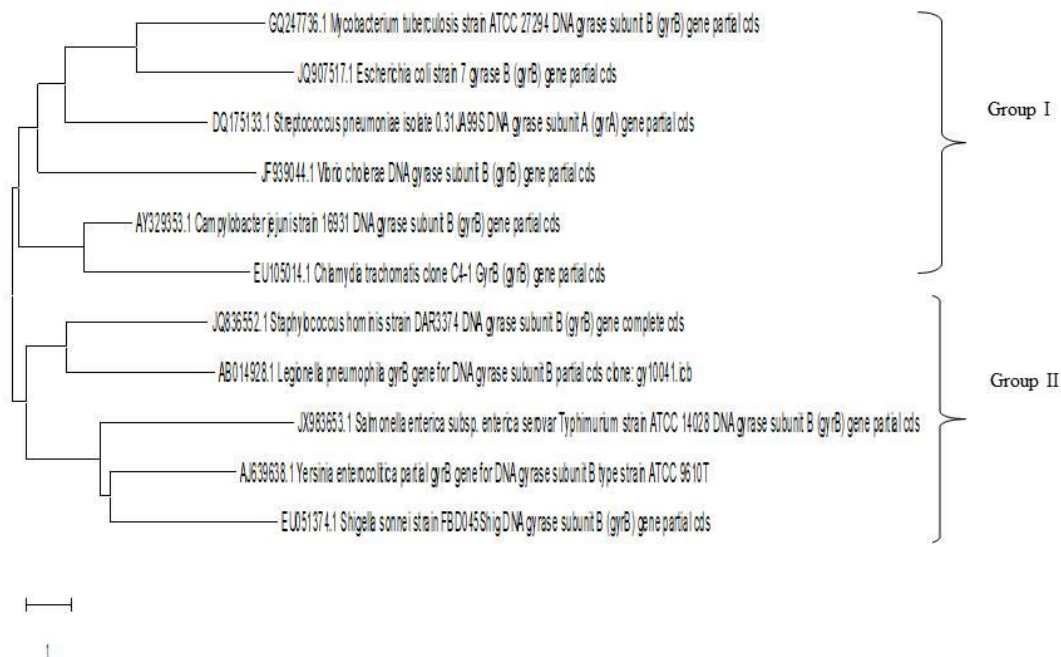 GQ247736.1 Mycobacterium tuberculosis strain ATCC 27294 DNA gyrase subunit B (gyrB) gene partial cds
JQ907517.1 Escherichia coli strain 7 gyrase B (gyrB) gene partial cds
DQ175133.1 Streptococcus pneumoniae isolate 0.31JA99S DNA gyrase subunit A (gyrA) gene partial cds
JF939044.1 Vibrio cholerae DNA gyrase subunit B (gyrB) gene partial cds
AY329353.1 Campylobacter jejuni strain 16931 DNA gyrase subunit B (gyrB) gene partial cds
EU105014.1 Chlamydia trachomatis clone C4-1 GyrB (gyrB) gene partial cds
Group I
JQ836552.1 Staphylococcus hominis strain DAR3374 DNA gyrase subunit B (gyrB) gene complete cds
AB014928.1 Legionella pneumophila gyrB gene for DNA gyrase subunit B partial cds clone: gy10041.icb
JX983653.1 Salmonella enterica subsp. enterica serovar Typhimurium strain ATCC 14028 DNA gyrase subunit B (gyrB) gene partial cds
AJ639638.1 Yersinia enterocolitica partial gyrB gene for DNA gyrase subunit B type strain ATCC 9610T
EU051374.1 Shigella sonnei strain FBD045Shig DNA gyrase subunit B (gyrB) gene partial cds
Group II
1